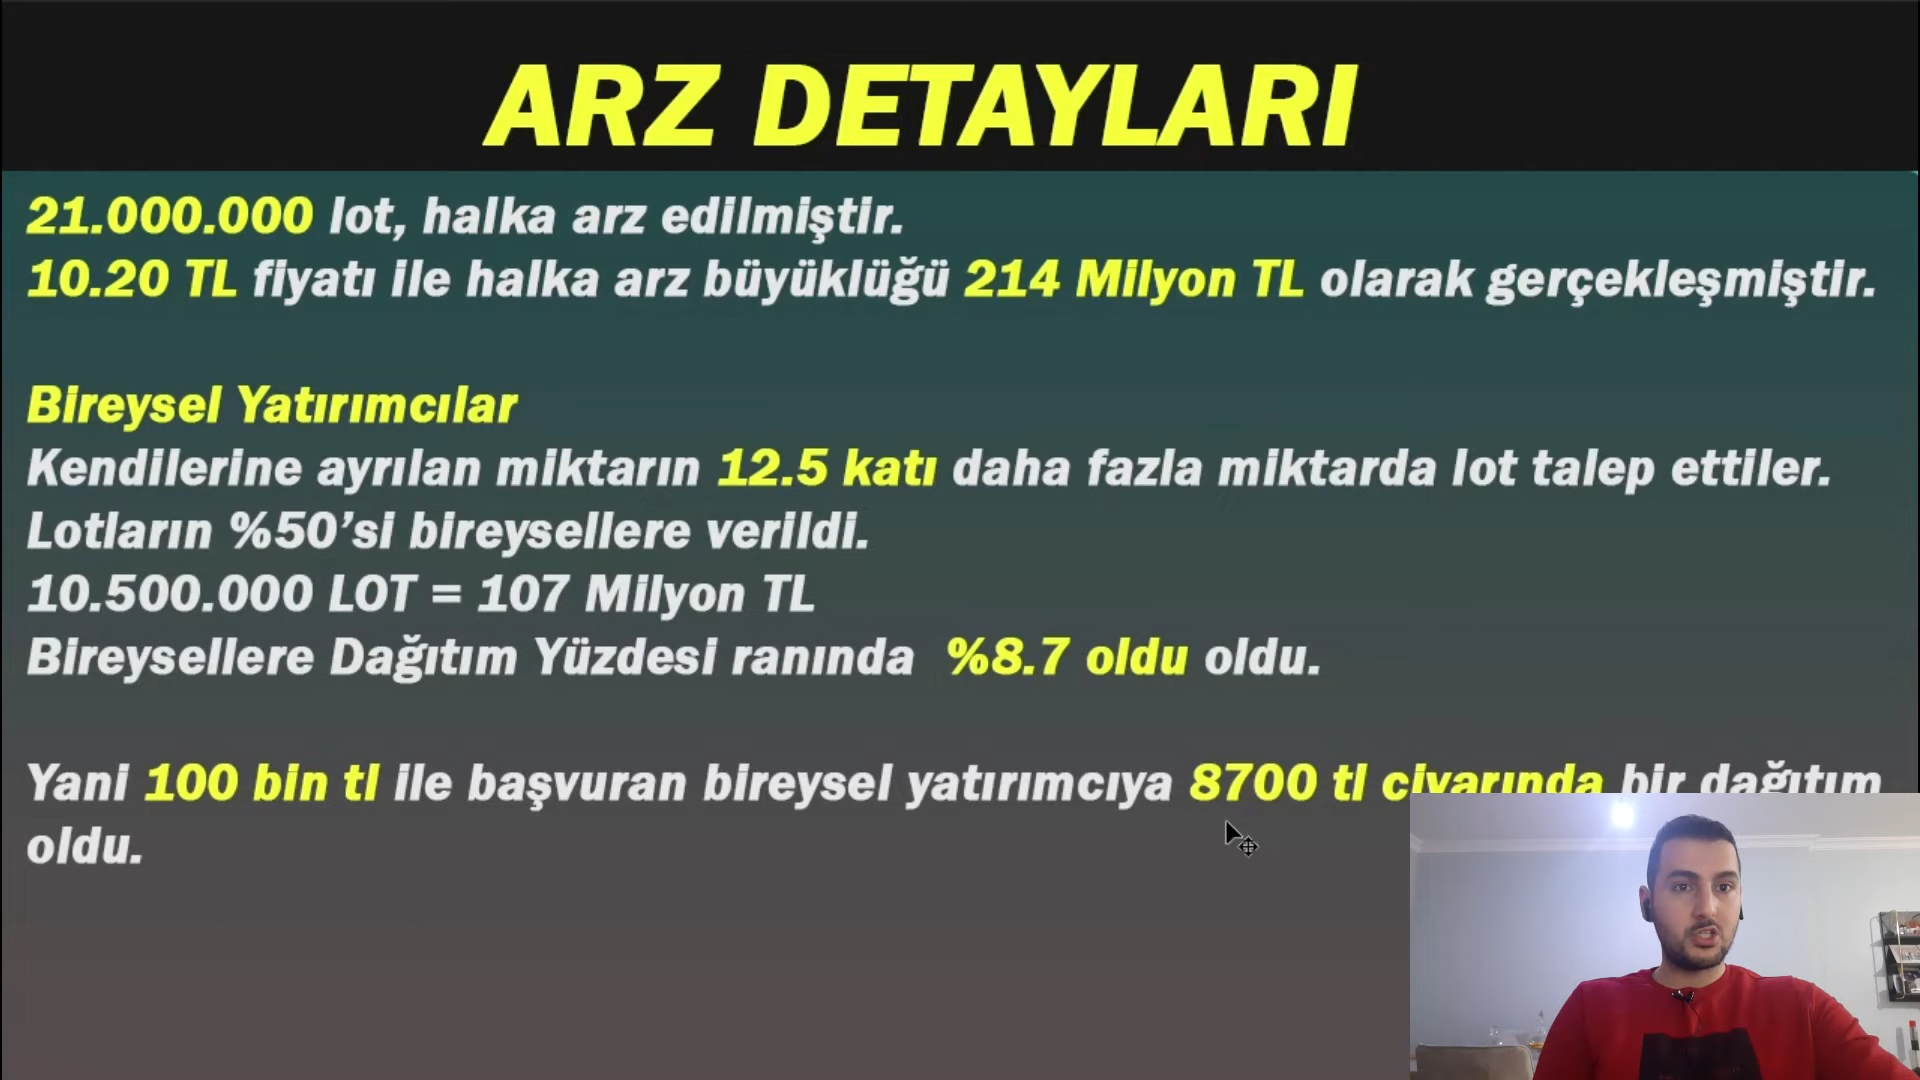 ARZ DETAYLARI
21.000.000 lot, halka arz edilmiştir.
10.20 TL fiyatı ile halka arz büyüklüğü 214 Milyon TL olarak gerçekleşmiştir.
Bireysel Yatırımcılar
Kendilerine ayrılan miktarın 12.5 katı daha fazla miktarda lot talep ettiler.
Lotların %50’si bireysellere verildi.
10.500.000 LOT = 107 Milyon TL
Bireysellere Dağıtım Yüzdesi ranında %8.7 oldu oldu.
Yani 100 bin tl ile başvuran bireysel yatırımcıya 8700 tl civarında bir dağıtım
oldu.